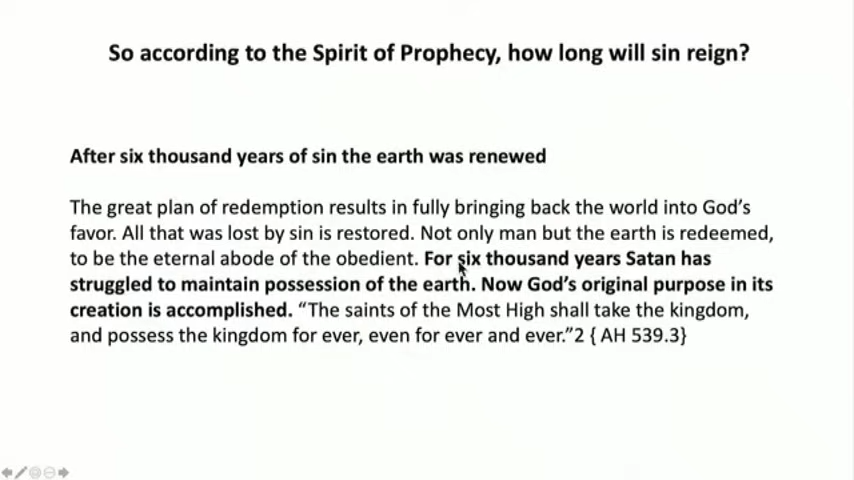 So according to the Spirit of Prophecy, how long will sin reign?
After six thousand years of sin the earth was renewed
The great plan of redemption results in fully bringing back the world into God’s
favor. All that was lost by sin is restored. Not only man but the earth is redeemed,
to be the eternal abode of the obedient. For six thousand years Satan has
struggled to maintain possession of the earth. Now God’s original purpose in its
creation is accomplished. “The saints of the Most High shall take the kingdom,
and possess the kingdom for ever, even for ever and ever.”2 { AH 539.3}